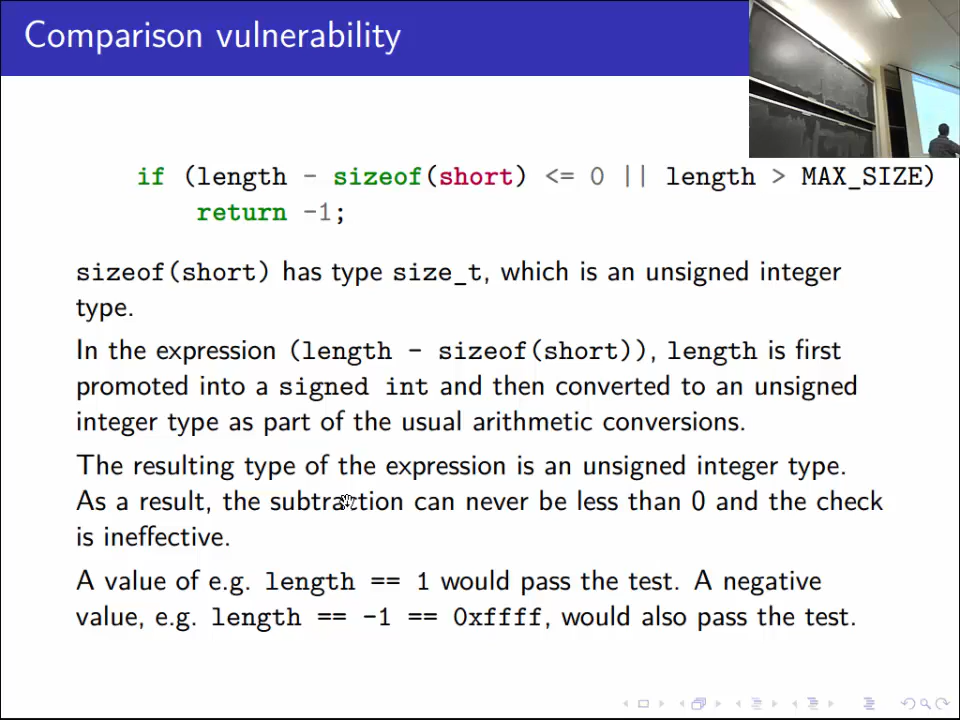 Comparison vulnerability
if (length - sizeof(short) <= 0 || length > MAX_SIZE)
return -1;
sizeof(short) has type size_t, which is an unsigned integer
type.
In the expression (length - sizeof(short)), length is first
promoted into a signed int and then converted to an unsigned
integer type as part of the usual arithmetic conversions.
The resulting type of the expression is an unsigned integer type.
As a result, the subtraction can never be less than 0 and the check
is ineffective.
A value of e.g. length == 1 would pass the test. A negative
value, e.g. length == -1 == 0xffff, would also pass the test.